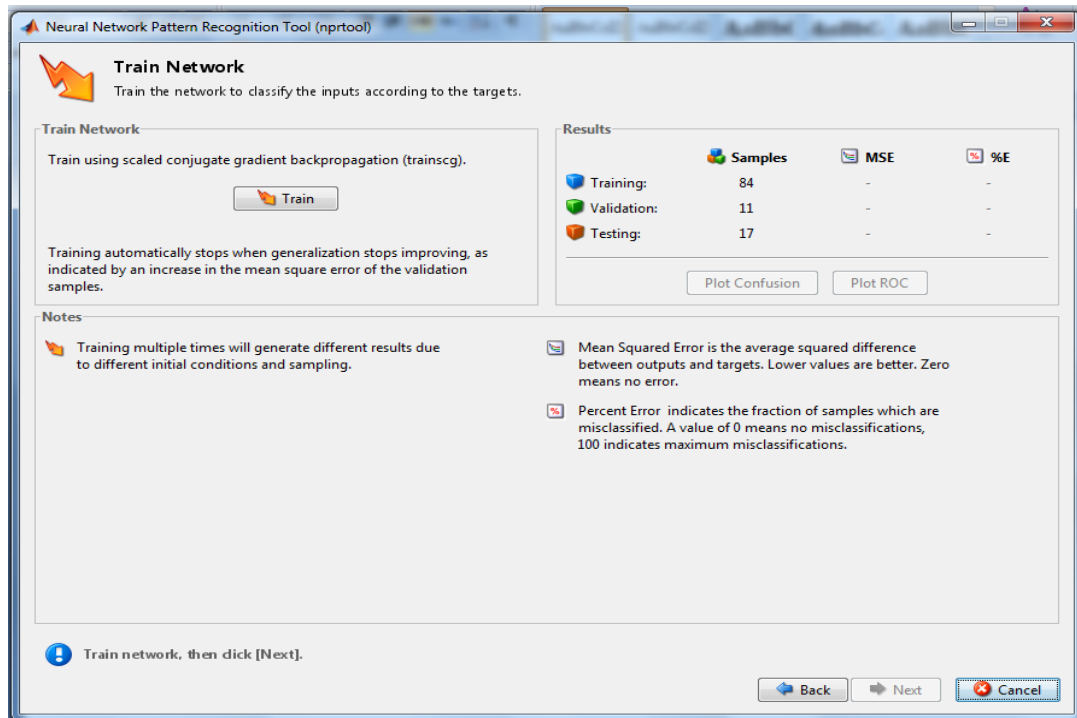 Neural Network Pattern Recognition Tool (nprtool)
Train Network
Train the network to classify the inputs according to the targets.
Train Network
Train using scaled conjugate gradient backpropagation (trainscg).
Train
Training automatically stops when generalization stops improving, as
indicated by an increase in the mean square error of the validation
samples.
Results
Samples MSE % %E
Training: 84 - -
Validation: 11 - -
Testing: 17 - -
Plot Confusion Plot ROC
Notes
Training multiple times will generate different results due
to different initial conditions and sampling.
Mean Squared Error is the average squared difference
between outputs and targets. Lower values are better. Zero
means no error.
% Percent Error indicates the fraction of samples which are
misclassified. A value of 0 means no misclassifications,
100 indicates maximum misclassifications.
Train network, then click [Next].
Back Next Cancel